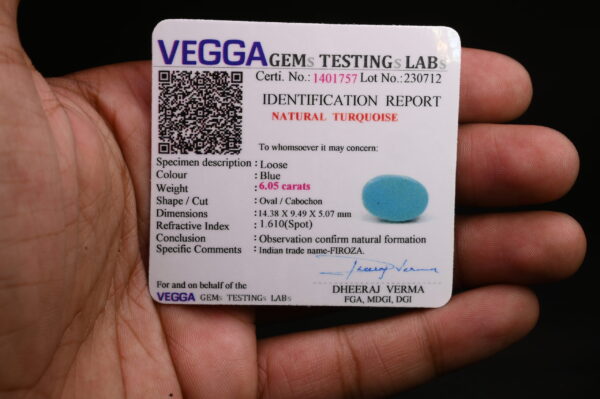 VEGGA GEMS TESTINGS LABS
Certi. No.: 1401757 Lot No.: 230712
IDENTIFICATION REPORT
NATURAL TURQUOISE
To whomsoever it may concern:
Specimen description : Loose
Colour : Blue
Weight : 6.05 carats
Shape / Cut : Oval / Cabochon
Dimensions : 14.38 X 9.49 X 5.07 mm
Refractive Index : 1.610(Spot)
Conclusion : Observation confirm natural formation
Specific Comments : Indian trade name-FIROZA.
Dheeraj Verma
For and on behalf of the
VEGGA GEMS TESTINGS LABS
DHEERAJ VERMA
FGA, MDGI, DGI